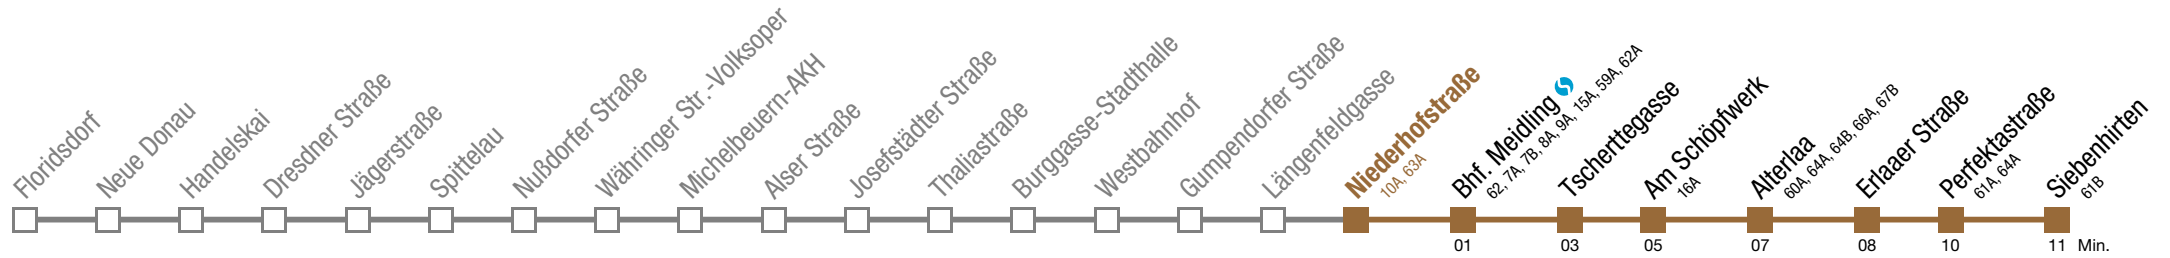 Floridsdorf
Neue Donau
Handelskai
Dresdner Straße
Jägerstraße
Spittelau
Nußdorfer Straße
Währinger Str.-Volksoper
Michelbeuern-AKH
Alser Straße
Josefstädter Straße
Thaliastraße
Burggasse-Stadthalle
Westbahnhof
Gumpendorfer Straße
Längenfeldgasse
Niederhofstraße
10A, 63A
Bhf. Meidling
62, 7A, 7B, 8A, 9A, 15A, 59A, 62A
Tscherttegasse
Am Schöpfwerk
16A
Alterlaa
60A, 64A, 64B, 66A, 67B
Erlaaer Straße
Perfektastraße
61A, 64A
Siebenhirten
61B
01 03 05 07 08 10 11 Min.